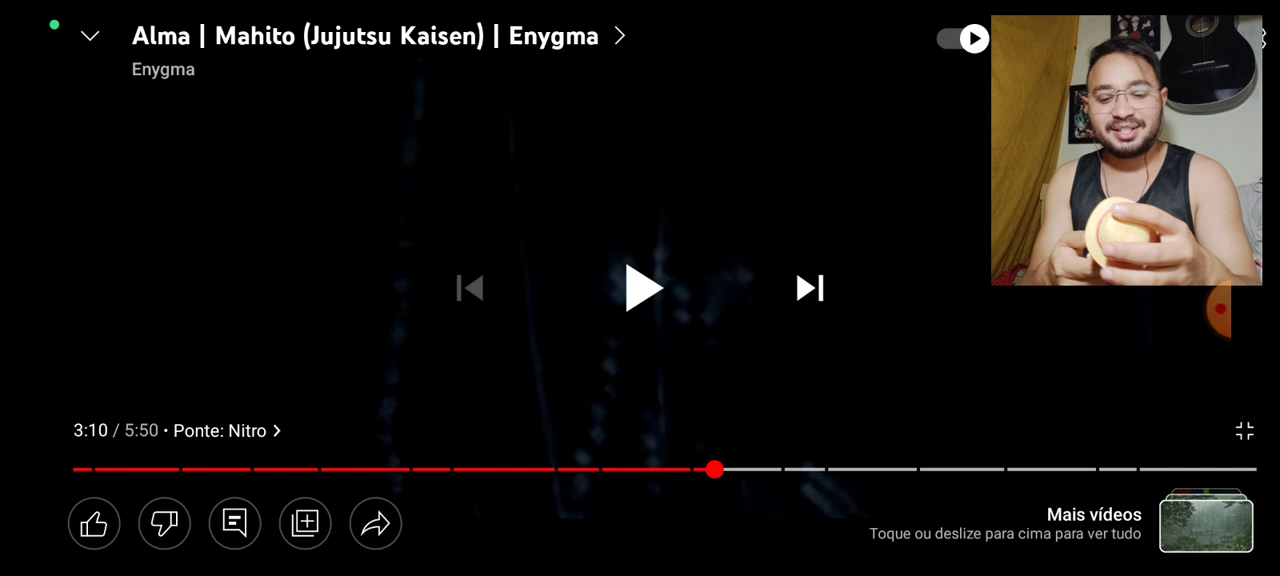 Alma | Mahito (Jujutsu Kaisen) | Enygma
Enygma
3:10 / 5:50 • Ponte: Nitro
Mais vídeos
Toque ou deslize para cima para ver tudo